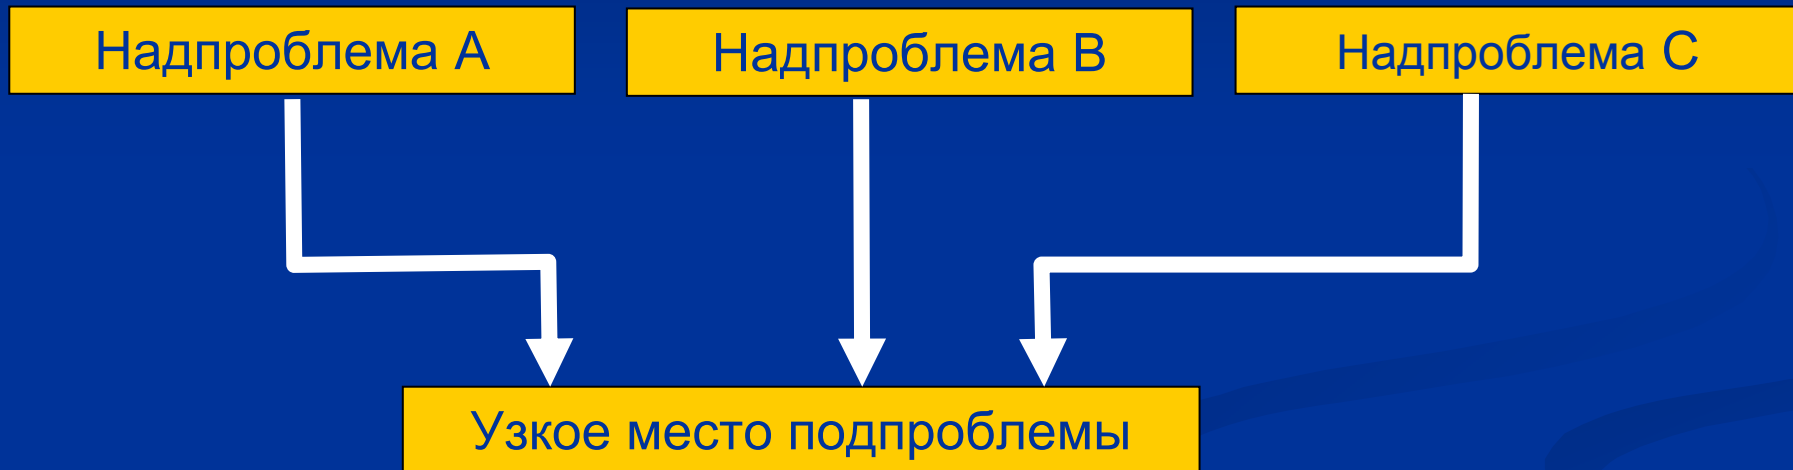 Надпроблема А
Надпроблема В
Надпроблема С
Узкое место подпроблемы